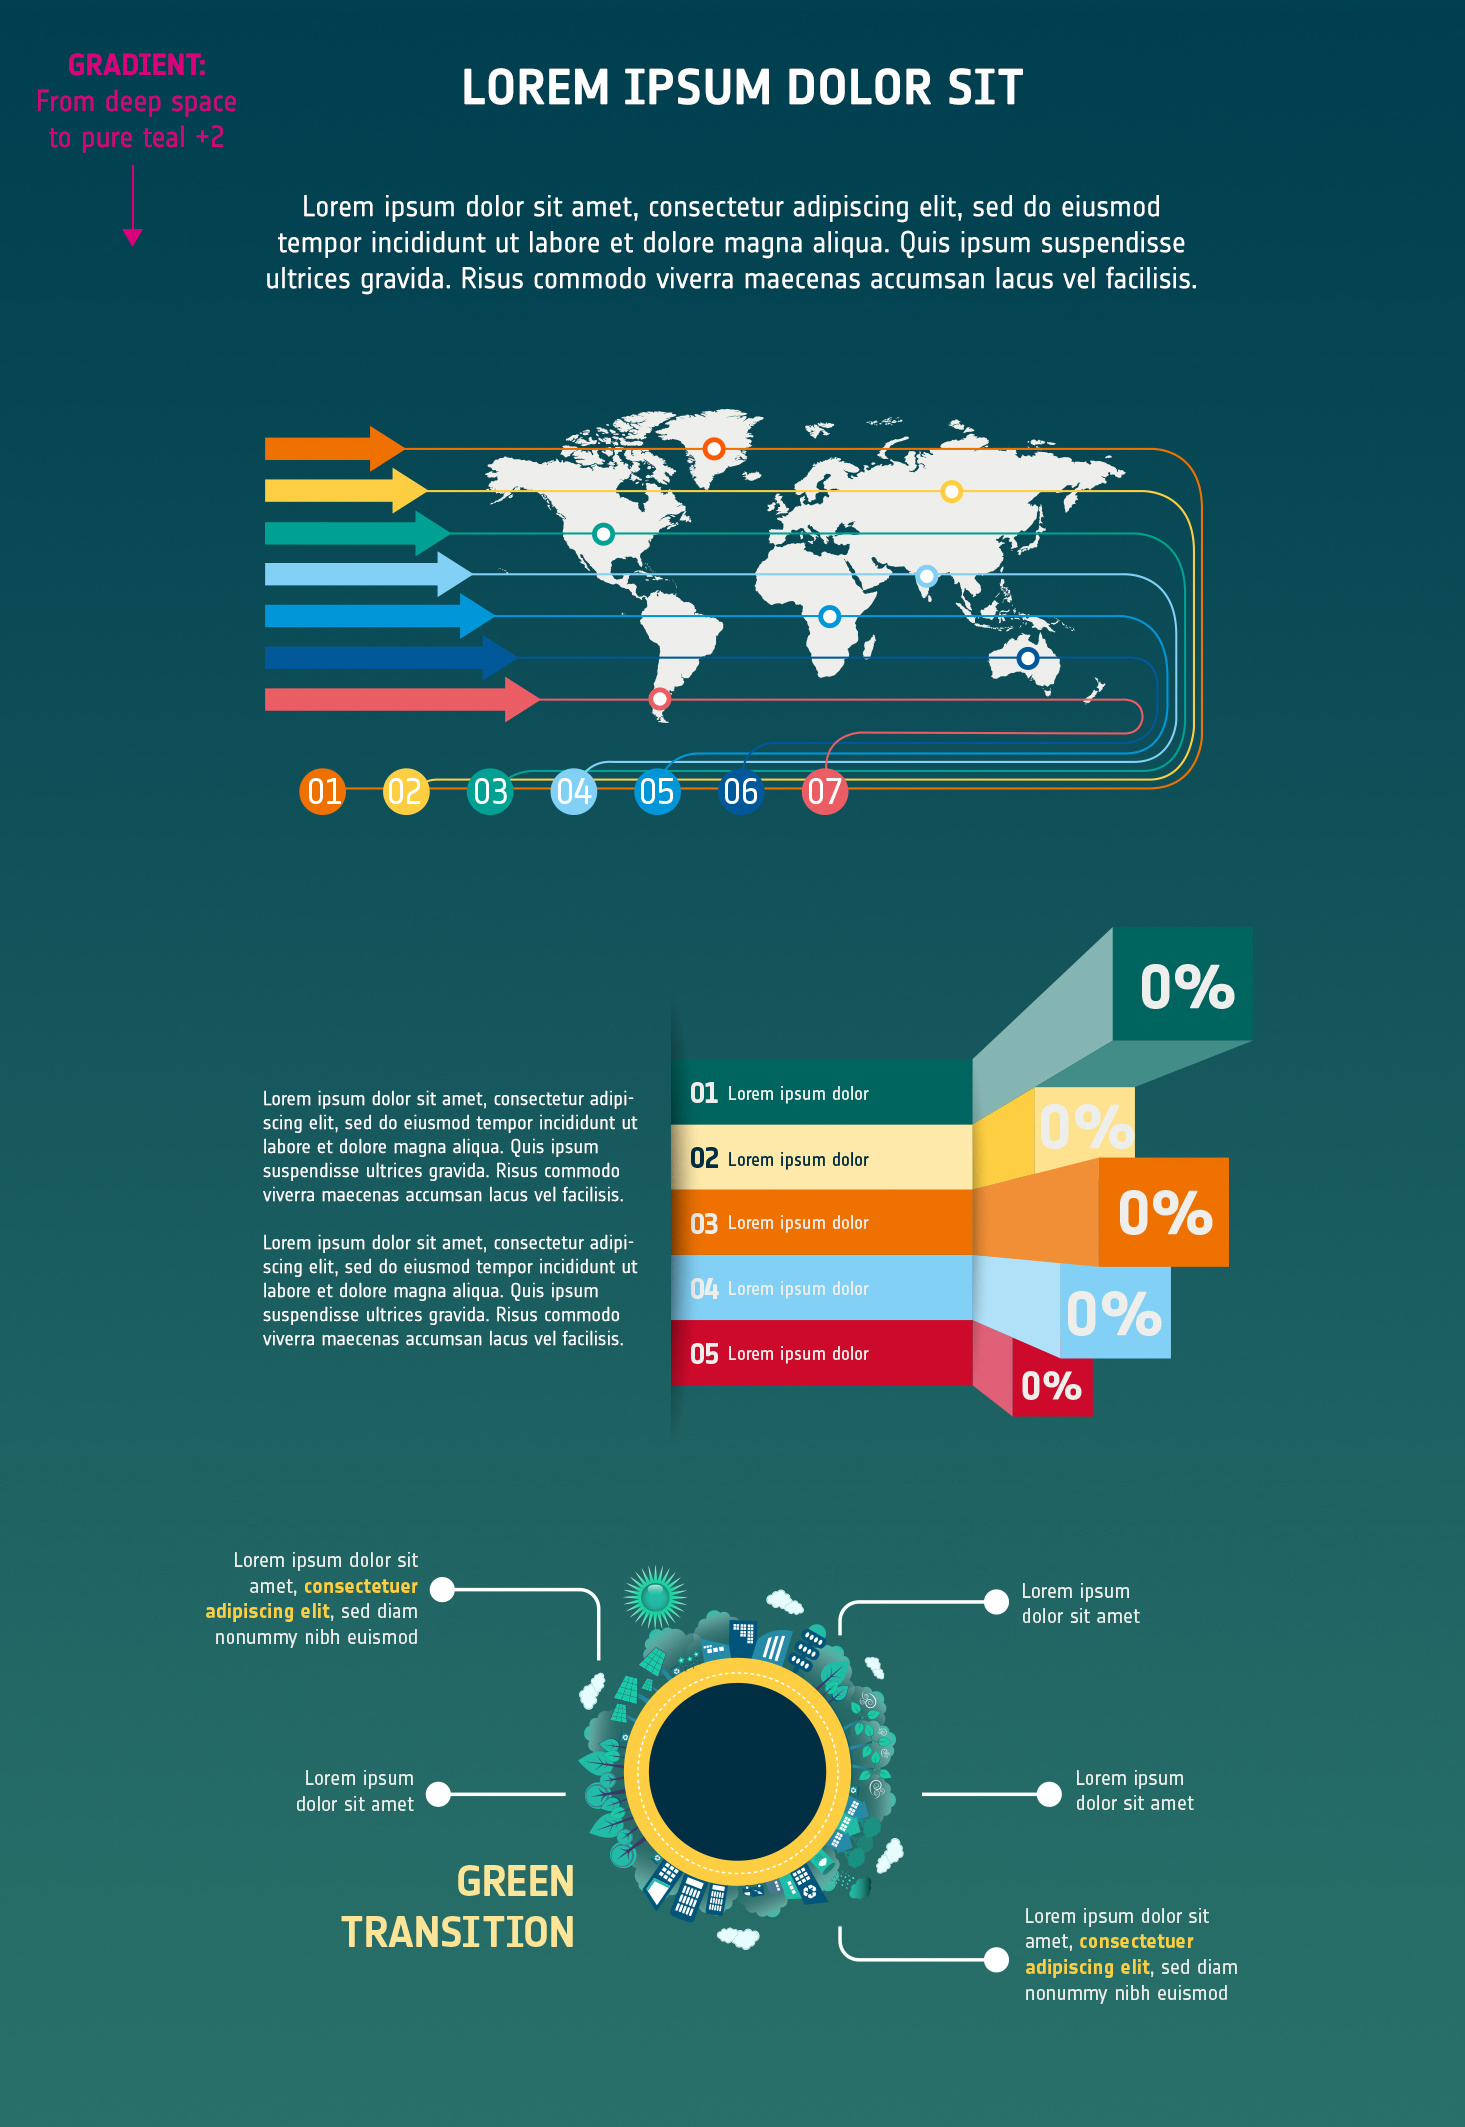 GRADIENT:
From deep space
to pure teal +2
LOREM IPSUM DOLOR SIT
Lorem ipsum dolor sit amet, consectetur adipiscing elit, sed do eiusmod
tempor incididunt ut labore et dolore magna aliqua. Quis ipsum suspendisse
ultrices gravida. Risus commodo viverra maecenas accumsan lacus vel facilisis.
01 02 03 04 05 06 07
Lorem ipsum dolor sit amet, consectetur adipi-
scing elit, sed do eiusmod tempor incididunt ut
labore et dolore magna aliqua. Quis ipsum
suspendisse ultrices gravida. Risus commodo
viverra maecenas accumsan lacus vel facilisis.
Lorem ipsum dolor sit amet, consectetur adipi-
scing elit, sed do eiusmod tempor incididunt ut
labore et dolore magna aliqua. Quis ipsum
suspendisse ultrices gravida. Risus commodo
viverra maecenas accumsan lacus vel facilisis.
01 Lorem ipsum dolor
0%
02 Lorem ipsum dolor
0%
03 Lorem ipsum dolor
0%
04 Lorem ipsum dolor
0%
05 Lorem ipsum dolor
0%
Lorem ipsum dolor sit
amet, consectetuer
adipiscing elit, sed diam
nonummy nibh euismod
Lorem ipsum
dolor sit amet
Lorem ipsum
dolor sit amet
Lorem ipsum
dolor sit amet
GREEN
TRANSITION
Lorem ipsum dolor sit
amet, consectetuer
adipiscing elit, sed diam
nonummy nibh euismod